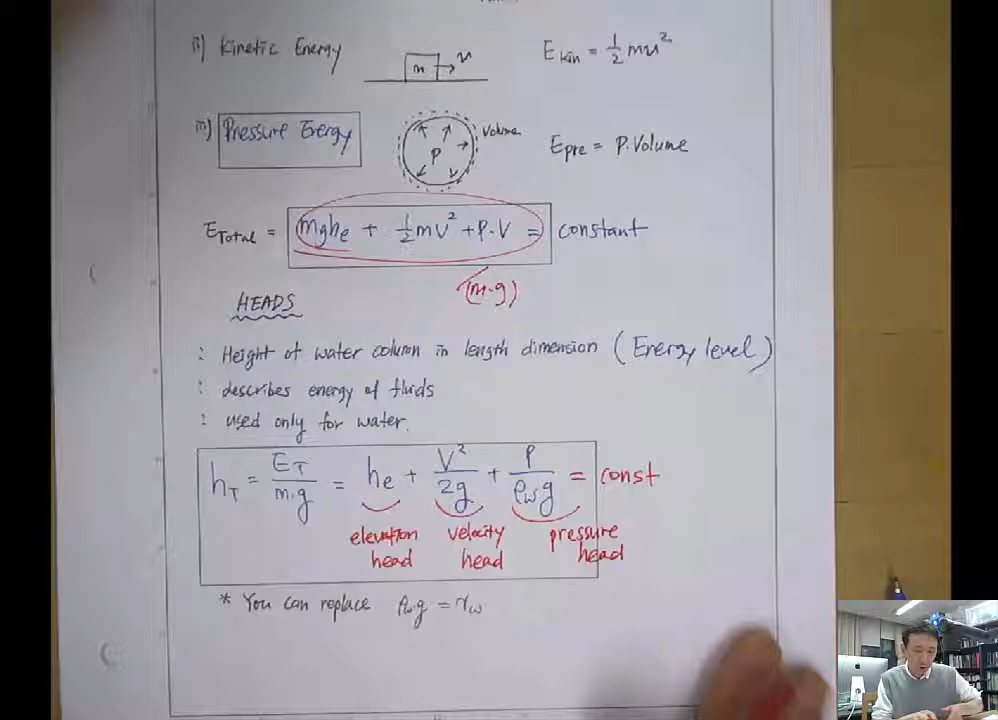 ii) Kinetic Energy m v E kin = 1/2 mv²
iii) Pressure Energy P Volume Epre = P.Volume
ETotal = mghe + 1/2 mV² + P.V = constant
(m.g)
HEADS
: Height of water column in length dimension (Energy level)
: describes energy of fluids
: used only for water.
hT = ET/m.g = he + V²/2g + P/ρwg = const
elevation head velocity head pressure head
* You can replace ρwg = γw